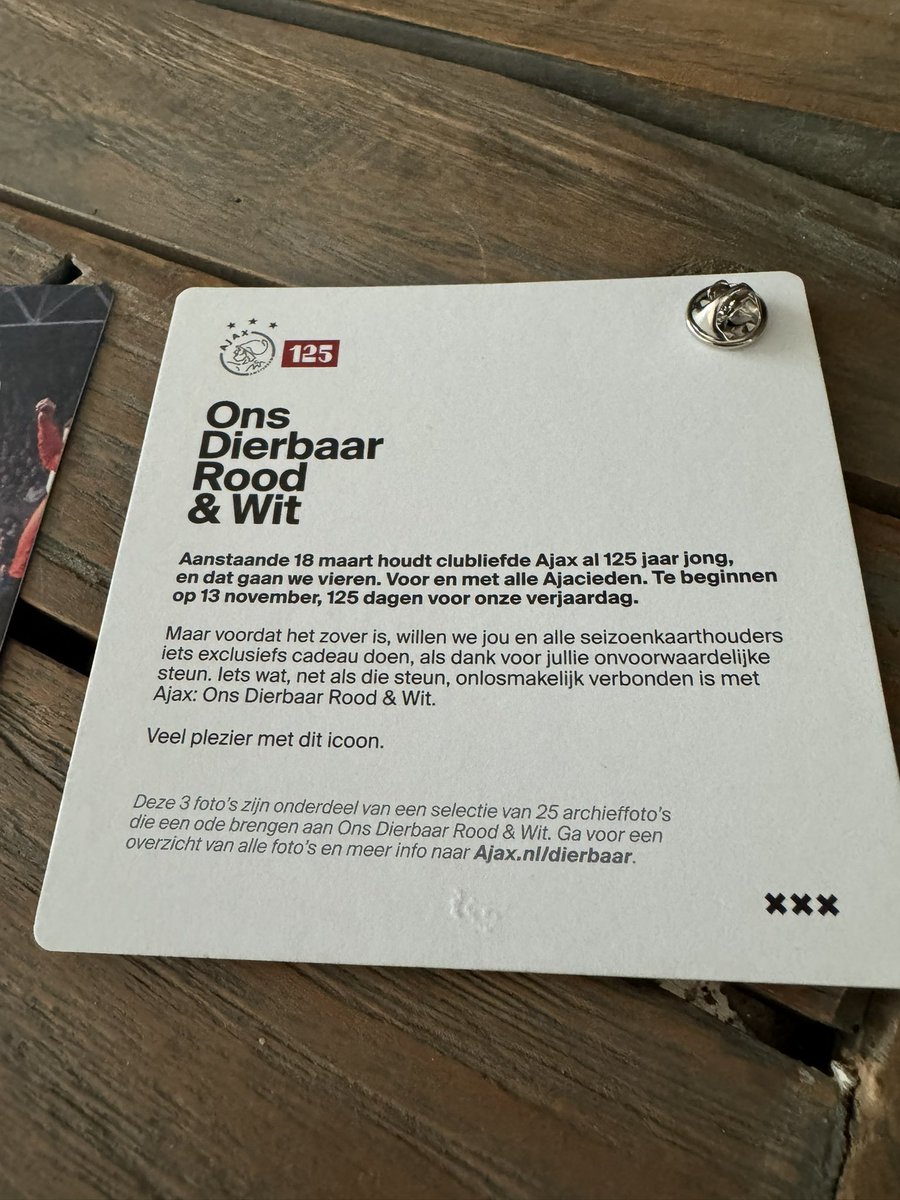 AJAX
125
Ons
Dierbaar
Rood
& Wit
Aanstaande 18 maart houdt clubliefde Ajax al 125 jaar jong,
en dat gaan we vieren. Voor en met alle Ajacieden. Te beginnen
op 13 november, 125 dagen voor onze verjaardag.
Maar voordat het zover is, willen we jou en alle seizoenkaarthouders
iets exclusiefs cadeau doen, als dank voor jullie onvoorwaardelijke
steun. Iets wat, net als die steun, onlosmakelijk verbonden is met
Ajax: Ons Dierbaar Rood & Wit.
Veel plezier met dit icoon.
Deze 3 foto's zijn onderdeel van een selectie van 25 archieffoto's
die een ode brengen aan Ons Dierbaar Rood & Wit. Ga voor een
overzicht van alle foto's en meer info naar Ajax.nl/dierbaar.
XXX